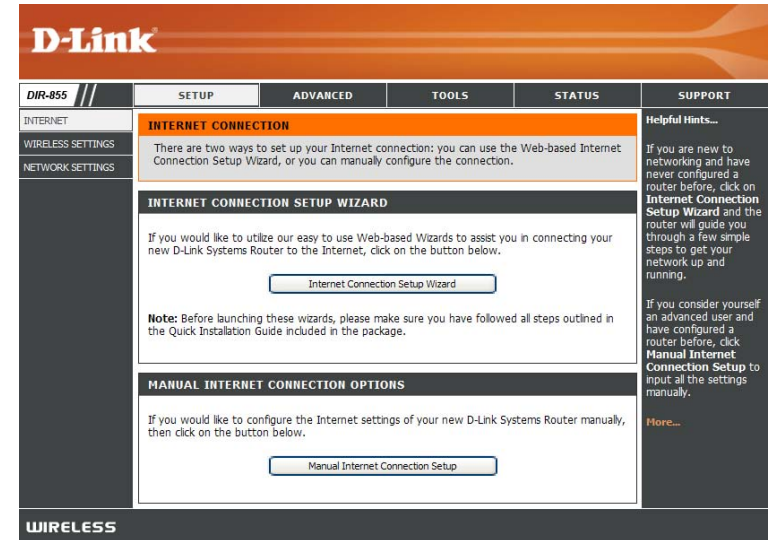 D-Link
DIR-855
SETUP
ADVANCED
TOOLS
STATUS
SUPPORT
INTERNET
WIRELESS SETTINGS
NETWORK SETTINGS
INTERNET CONNECTION
There are two ways to set up your Internet connection: you can use the Web-based Internet
Connection Setup Wizard, or you can manually configure the connection.
INTERNET CONNECTION SETUP WIZARD
If you would like to utilize our easy to use Web-based Wizards to assist you in connecting your
new D-Link Systems Router to the Internet, click on the button below.
Internet Connection Setup Wizard
Note: Before launching these wizards, please make sure you have followed all steps outlined in
the Quick Installation Guide included in the package.
MANUAL INTERNET CONNECTION OPTIONS
If you would like to configure the Internet settings of your new D-Link Systems Router manually,
then click on the button below.
Manual Internet Connection Setup
Helpful Hints...
If you are new to
networking and have
never configured a
router before, click on
Internet Connection
Setup Wizard and the
router will guide you
through a few simple
steps to get your
network up and
running.
If you consider yourself
an advanced user and
have configured a
router before, click
Manual Internet
Connection Setup to
input all the settings
manually.
More...
WIRELESS